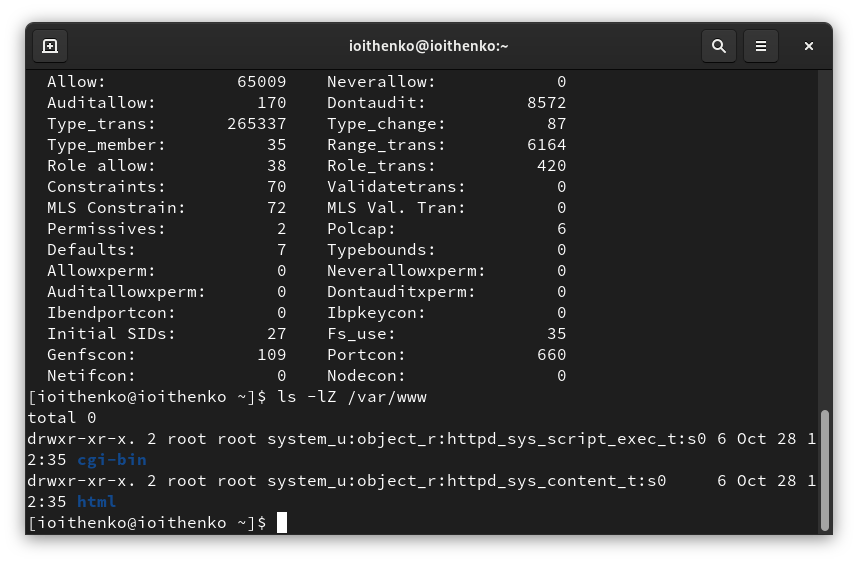 ioithenko@ioithenko:~
Allow: 65009 Neverallow: 0
Auditallow: 170 Dontaudit: 8572
Type_trans: 265337 Type_change: 87
Type_member: 35 Range_trans: 6164
Role allow: 38 Role_trans: 420
Constraints: 70 Validatetrans: 0
MLS Constrain: 72 MLS Val. Tran: 0
Permissives: 2 Polcap: 6
Defaults: 7 Typebounds: 0
Allowxperm: 0 Neverallowxperm: 0
Auditallowxperm: 0 Dontauditxperm: 0
Ibendportcon: 0 Ibpkeycon: 0
Initial SIDs: 27 Fs_use: 35
Genfscon: 109 Portcon: 660
Netifcon: 0 Nodecon: 0
[ioithenko@ioithenko ~]$ ls -lZ /var/www
total 0
drwxr-xr-x. 2 root root system_u:object_r:httpd_sys_script_exec_t:s0 6 Oct 28 1
2:35 cgi-bin
drwxr-xr-x. 2 root root system_u:object_r:httpd_sys_content_t:s0 6 Oct 28 1
2:35 html
[ioithenko@ioithenko ~]$